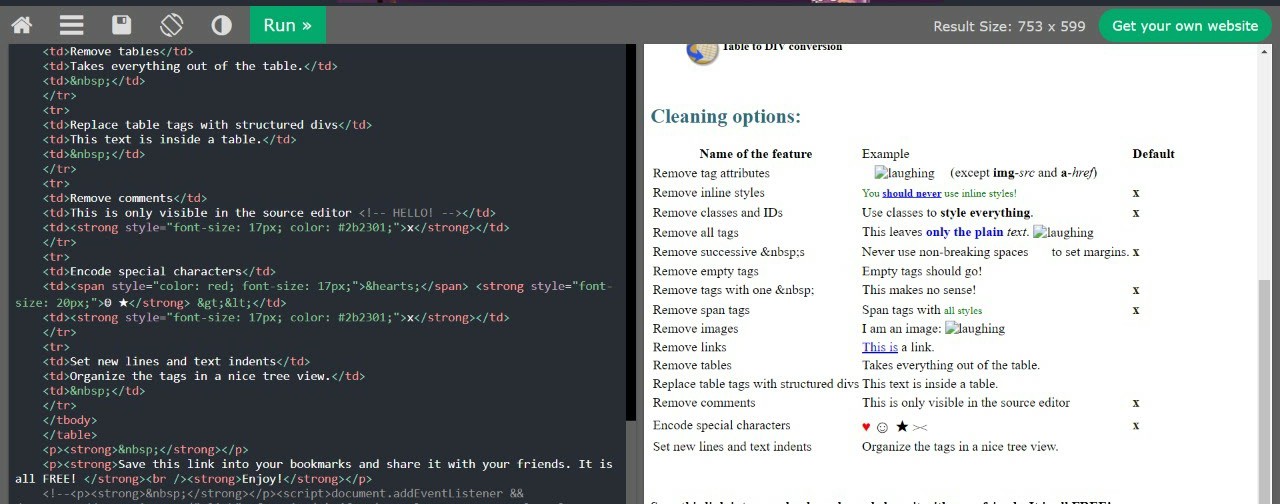 Run »
Result Size: 753 x 599
Get your own website
<td>Remove tables</td>
<td>Takes everything out of the table.</td>
<td>&nbsp;</td>
</tr>
<tr>
<td>Replace table tags with structured divs</td>
<td>This text is inside a table.</td>
<td>&nbsp;</td>
</tr>
<tr>
<td>Remove comments</td>
<td>This is only visible in the source editor <!-- HELLO! --></td>
<td><strong style="font-size: 17px; color: #2b2301;">x</strong></td>
</tr>
<tr>
<td>Encode special characters</td>
<td><span style="color: red; font-size: 17px;">&hearts;</span> <strong style="font-
size: 20px;">☺ ★</strong> &gt;&lt;</td>
<td><strong style="font-size: 17px; color: #2b2301;">x</strong></td>
</tr>
<tr>
<td>Set new lines and text indents</td>
<td>Organize the tags in a nice tree view.</td>
<td>&nbsp;</td>
</tr>
</tbody>
</table>
<p><strong>&nbsp;</strong></p>
<p><strong>Save this link into your bookmarks and share it with your friends. It is
all FREE! </strong><br /><strong>Enjoy!</strong></p>
<!--<p><strong>&nbsp;</strong></p><script>document.addEventListener &&
Table to DIV conversion
Cleaning options:
Name of the feature Example Default
Remove tag attributes laughing (except img-src and a-href)
Remove inline styles You should never use inline styles! x
Remove classes and IDs Use classes to style everything. x
Remove all tags This leaves only the plain text. laughing
Remove successive &nbsp;s Never use non-breaking spaces to set margins. x
Remove empty tags Empty tags should go!
Remove tags with one &nbsp; This makes no sense! x
Remove span tags Span tags with all styles x
Remove images I am an image: laughing
Remove links This is a link.
Remove tables Takes everything out of the table.
Replace table tags with structured divs This text is inside a table.
Remove comments This is only visible in the source editor x
Encode special characters ♥ ☺ ★ >< x
Set new lines and text indents Organize the tags in a nice tree view.